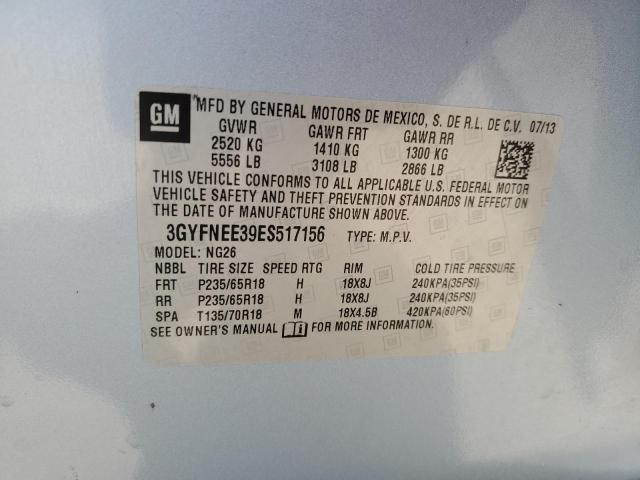 GM
MFD BY GENERAL MOTORS DE MEXICO, S. DE R.L. DE C.V. 07/13
GVWR GAWR FRT GAWR RR
2520 KG 1410 KG 1300 KG
5556 LB 3108 LB 2866 LB
THIS VEHICLE CONFORMS TO ALL APPLICABLE U.S. FEDERAL MOTOR
VEHICLE SAFETY AND THEFT PREVENTION STANDARDS IN EFFECT ON
THE DATE OF MANUFACTURE SHOWN ABOVE.
3GYFNEE39ES517156 TYPE: M.P.V.
MODEL: NG26
NBBL TIRE SIZE SPEED RTG RIM COLD TIRE PRESSURE
FRT P235/65R18 H 18X8J 240KPA(35PSI)
RR P235/65R18 H 18X8J 240KPA(35PSI)
SPA T135/70R18 M 18X4.5B 420KPA(60PSI)
SEE OWNER'S MANUAL FOR MORE INFORMATION.